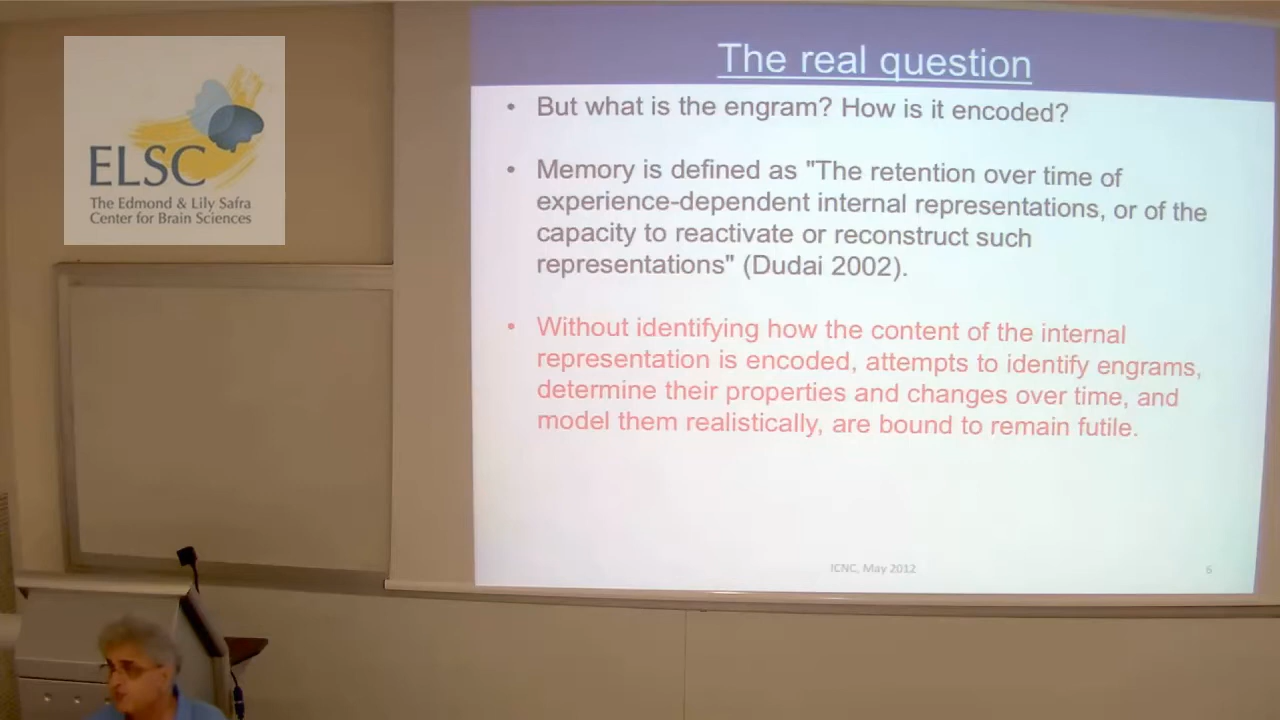 ELSC
The Edmond & Lily Safra
Center for Brain Sciences
The real question
• But what is the engram? How is it encoded?
• Memory is defined as "The retention over time of
experience-dependent internal representations, or of the
capacity to reactivate or reconstruct such
representations" (Dudai 2002).
• Without identifying how the content of the internal
representation is encoded, attempts to identify engrams,
determine their properties and changes over time, and
model them realistically, are bound to remain futile.
ICNC, May 2012
6